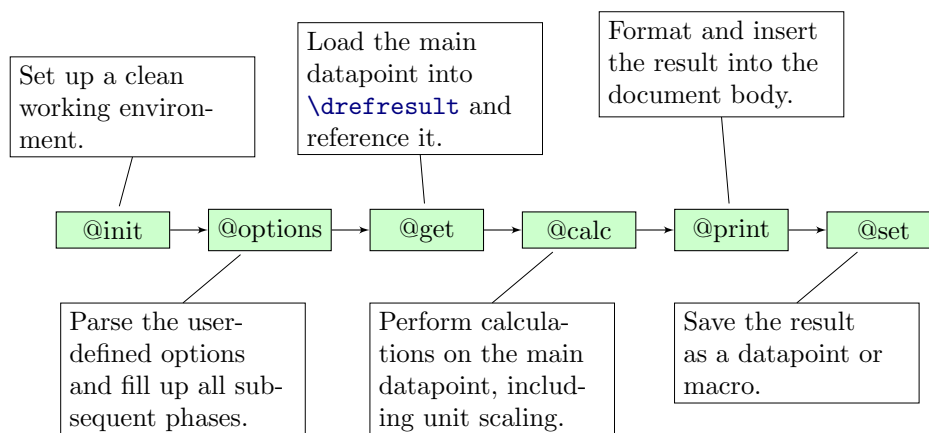 Set up a clean
working environ-
ment.
Load the main
datapoint into
\drefresult and
reference it.
Format and insert
the result into the
document body.
@init
@options
@get
@calc
@print
@set
Parse the user-
defined options
and fill up all sub-
sequent phases.
Perform calcula-
tions on the main
datapoint, includ-
ing unit scaling.
Save the result
as a datapoint or
macro.